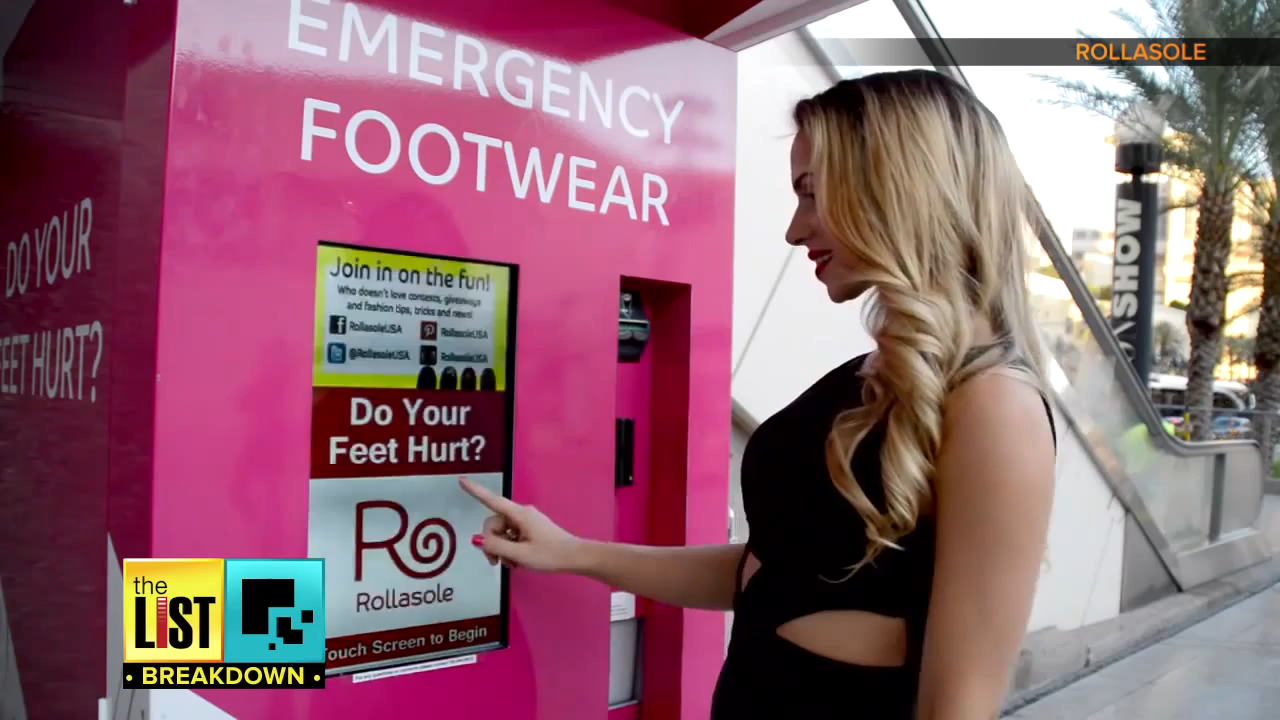 EMERGENCY
FOOTWEAR
ROLLASOLE
DO YOUR
FEET HURT?
Join in on the fun!
Who doesn't love contests, giveaways
and fashion tips, tricks and news!
RollasoleUSA
RollasoleUSA
@RollasoleUSA
RollasoleUSA
Do Your
Feet Hurt?
Ro
Rollasole
Touch Screen to Begin
SHOW
the
LIST
• BREAKDOWN •